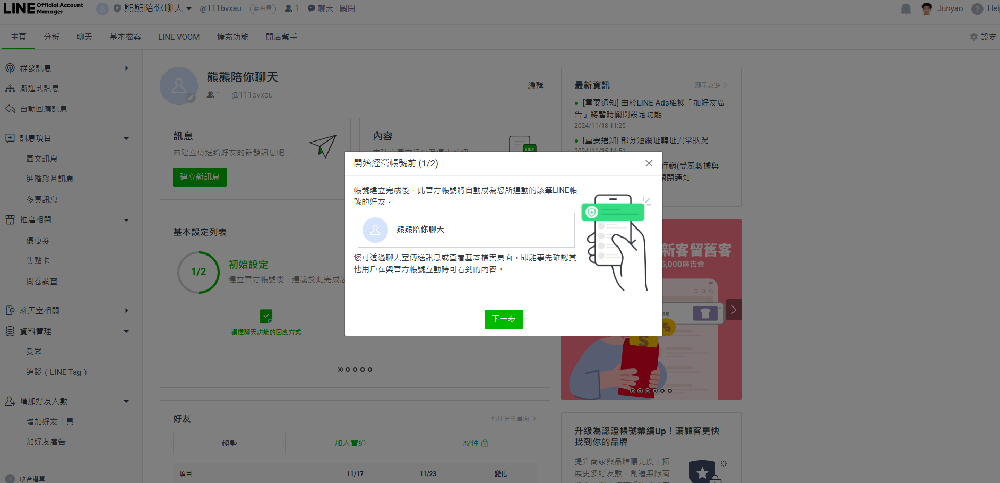 LINE Official Account Manager
熊熊陪你聊天
@111bvxau
輕用量
1
聊天 : 關閉
Junyao
Hel
主頁
分析
聊天
基本檔案
LINE VOOM
擴充功能
開店幫手
設定
群發訊息
漸進式訊息
自動回應訊息
訊息項目
圖文訊息
進階影片訊息
多頁訊息
推廣相關
優惠券
集點卡
問卷調查
聊天室相關
資料管理
受眾
追蹤（LINE Tag）
增加好友人數
增加好友工具
加好友廣告
收合選單
熊熊陪你聊天
1 - @111bvxau
編輯
訊息
來建立傳送給好友的群發訊息吧。
建立新訊息
內容
LINE
基本設定列表
1/2
初始設定
建立官方帳號後，建議於此完成設
選擇聊天功能的回應方式
好友
前往分析畫面
趨勢
加入管道
屬性
項目
11/17
11/23
變化
開始經營帳號前 (1/2)
帳號建立完成後，此官方帳號將自動成為您所連動的該筆LINE帳
號的好友。
熊熊陪你聊天
您可透過聊天室傳送訊息或查看基本檔案頁面，即能事先確認其
他用戶在與官方帳號互動時可看到的內容。
下一步
最新資訊
顯示更多
[重要通知] 由於LINE Ads維護「加好友廣
告」將暫時關閉設定功能
2024/11/18 11:25
[重要通知] 部分短網址轉址異常狀況
2024/11/15 14:51
行銷(受眾數據與
關閉通知
新客留舊客
5,000廣告金
升級為認證帳號業績Up！讓顧客更快
找到你的品牌
提升商家與品牌曝光度，拓
展更多好友數，創造無限商